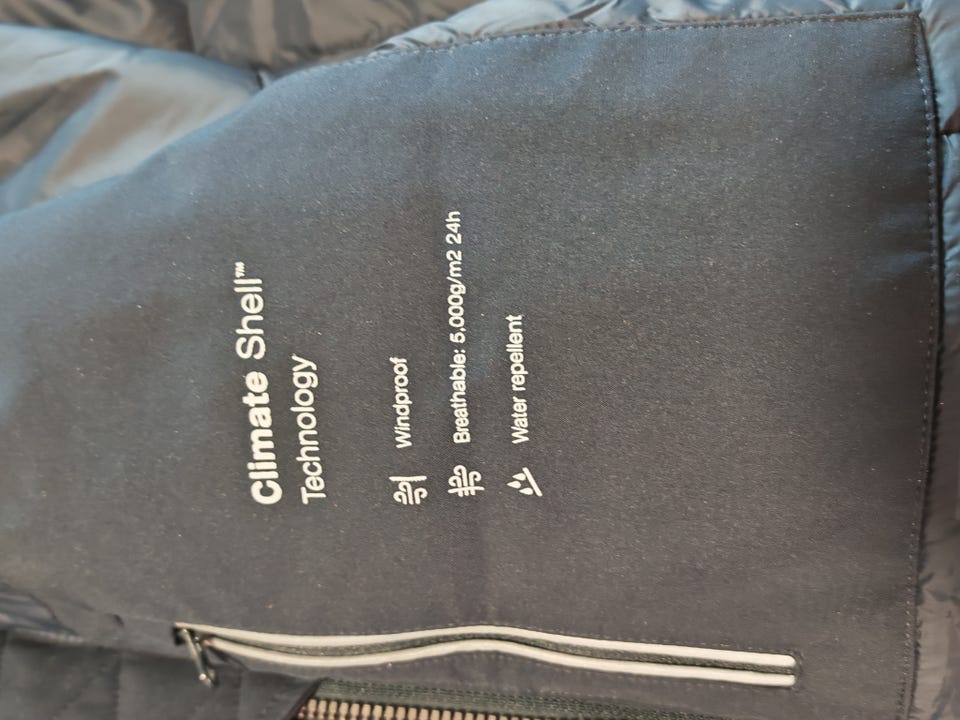 Climate Shell™
Technology
Windproof
Breathable: 5,000g/m2 24h
Water repellent